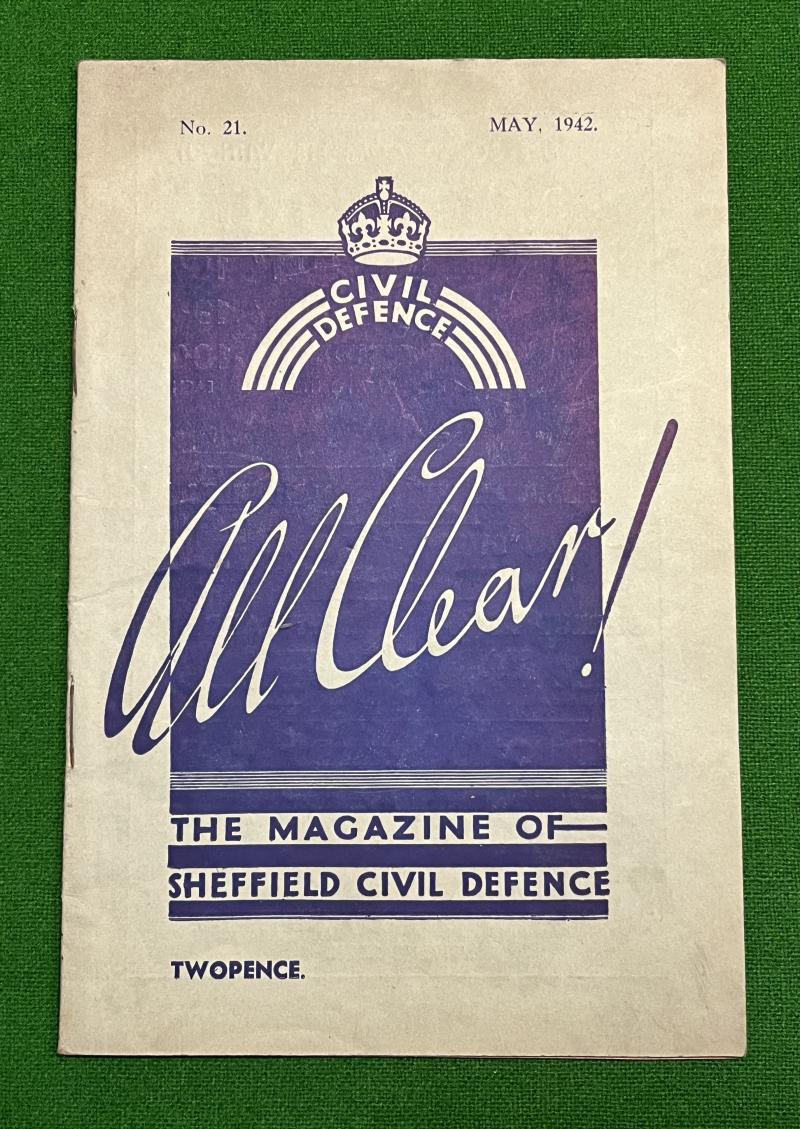 No. 21. MAY, 1942.
CIVIL
DEFENCE
All Clear!
THE MAGAZINE OF
SHEFFIELD CIVIL DEFENCE
TWOPENCE.